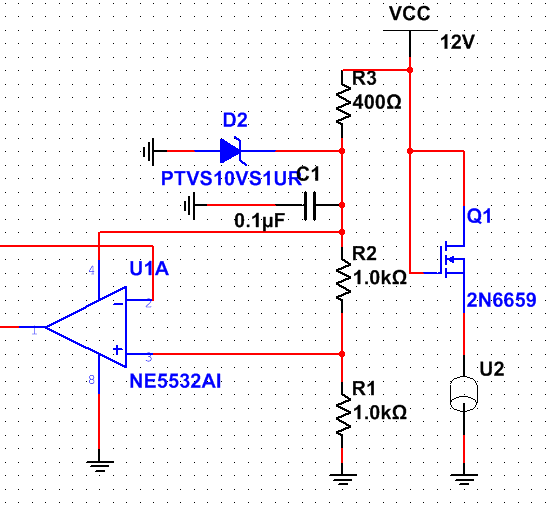 VCC
12V
R3
400Ω
D2
PTVS10VS1UR
C1
0.1µF
Q1
2N6659
R2
1.0kΩ
4
U1A
2
1
3
8
NE5532AI
U2
R1
1.0kΩ